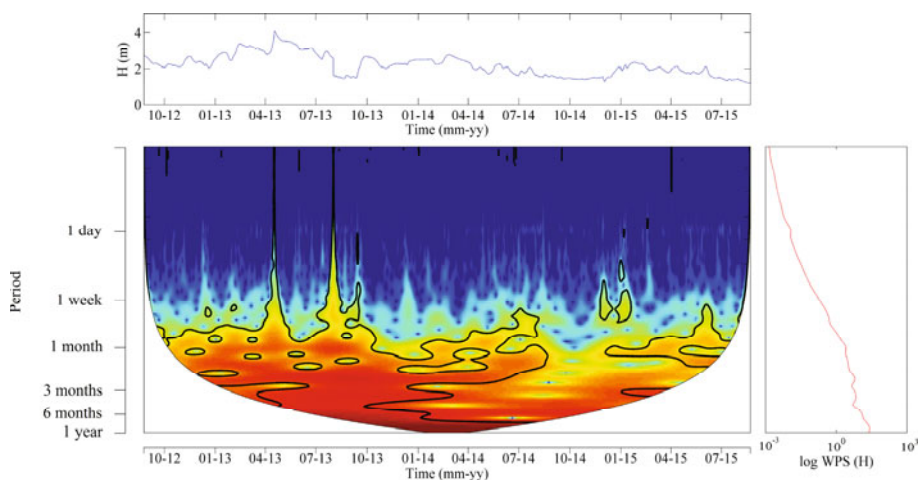 4
2
0
H (m)
10-12 01-13 04-13 07-13 10-13 01-14 04-14 07-14 10-14 01-15 04-15 07-15
Time (mm-yy)
Period
1 day
1 week
1 month
3 months
6 months
1 year
10-12 01-13 04-13 07-13 10-13 01-14 04-14 07-14 10-14 01-15 04-15 07-15
Time (mm-yy)
10⁻³ 10⁰ 10³
log WPS (H)